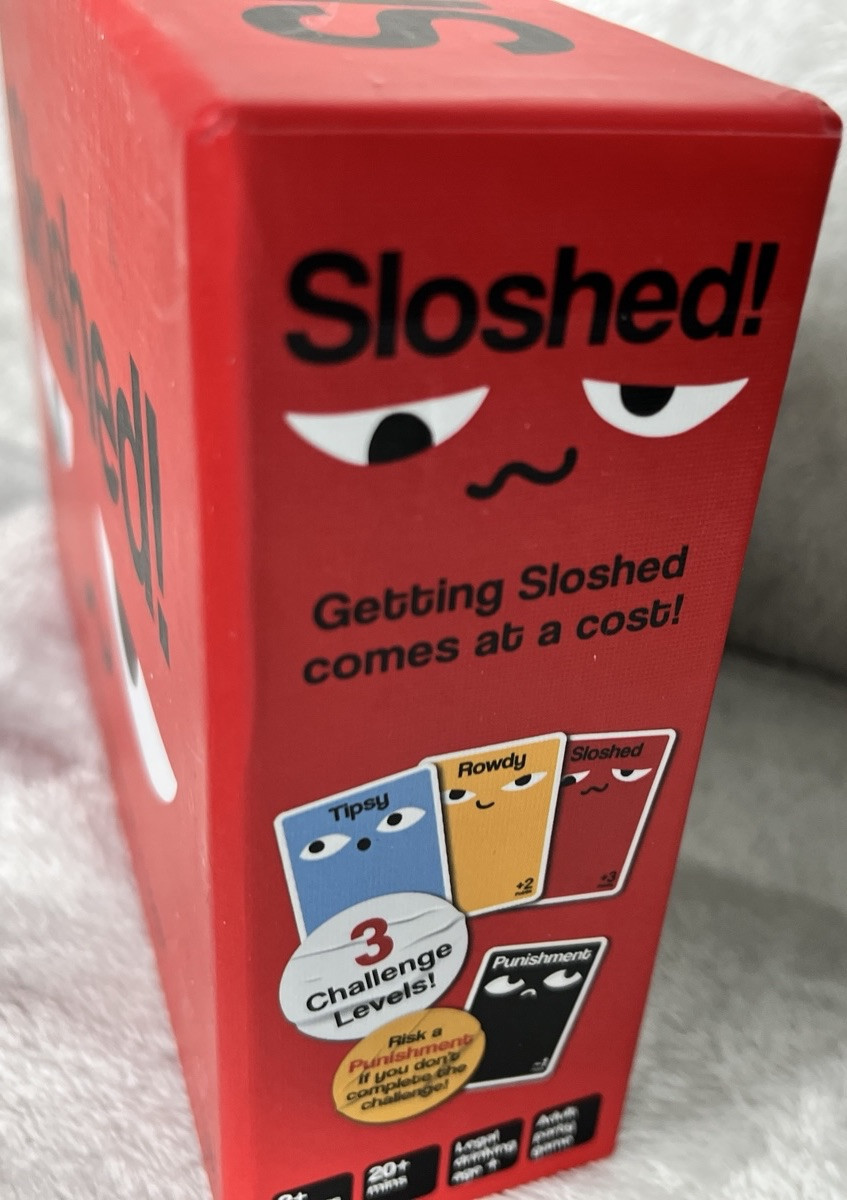 Sloshed!
Getting Sloshed
comes at a cost!
Tipsy
Rowdy
+2
Sloshed
+3
3
Challenge
Levels!
Punishment
-1
Risk a
Punishment
if you don't
complete the
challenge!
20+
mins
Legal
drinking
age +
Adult
party
game